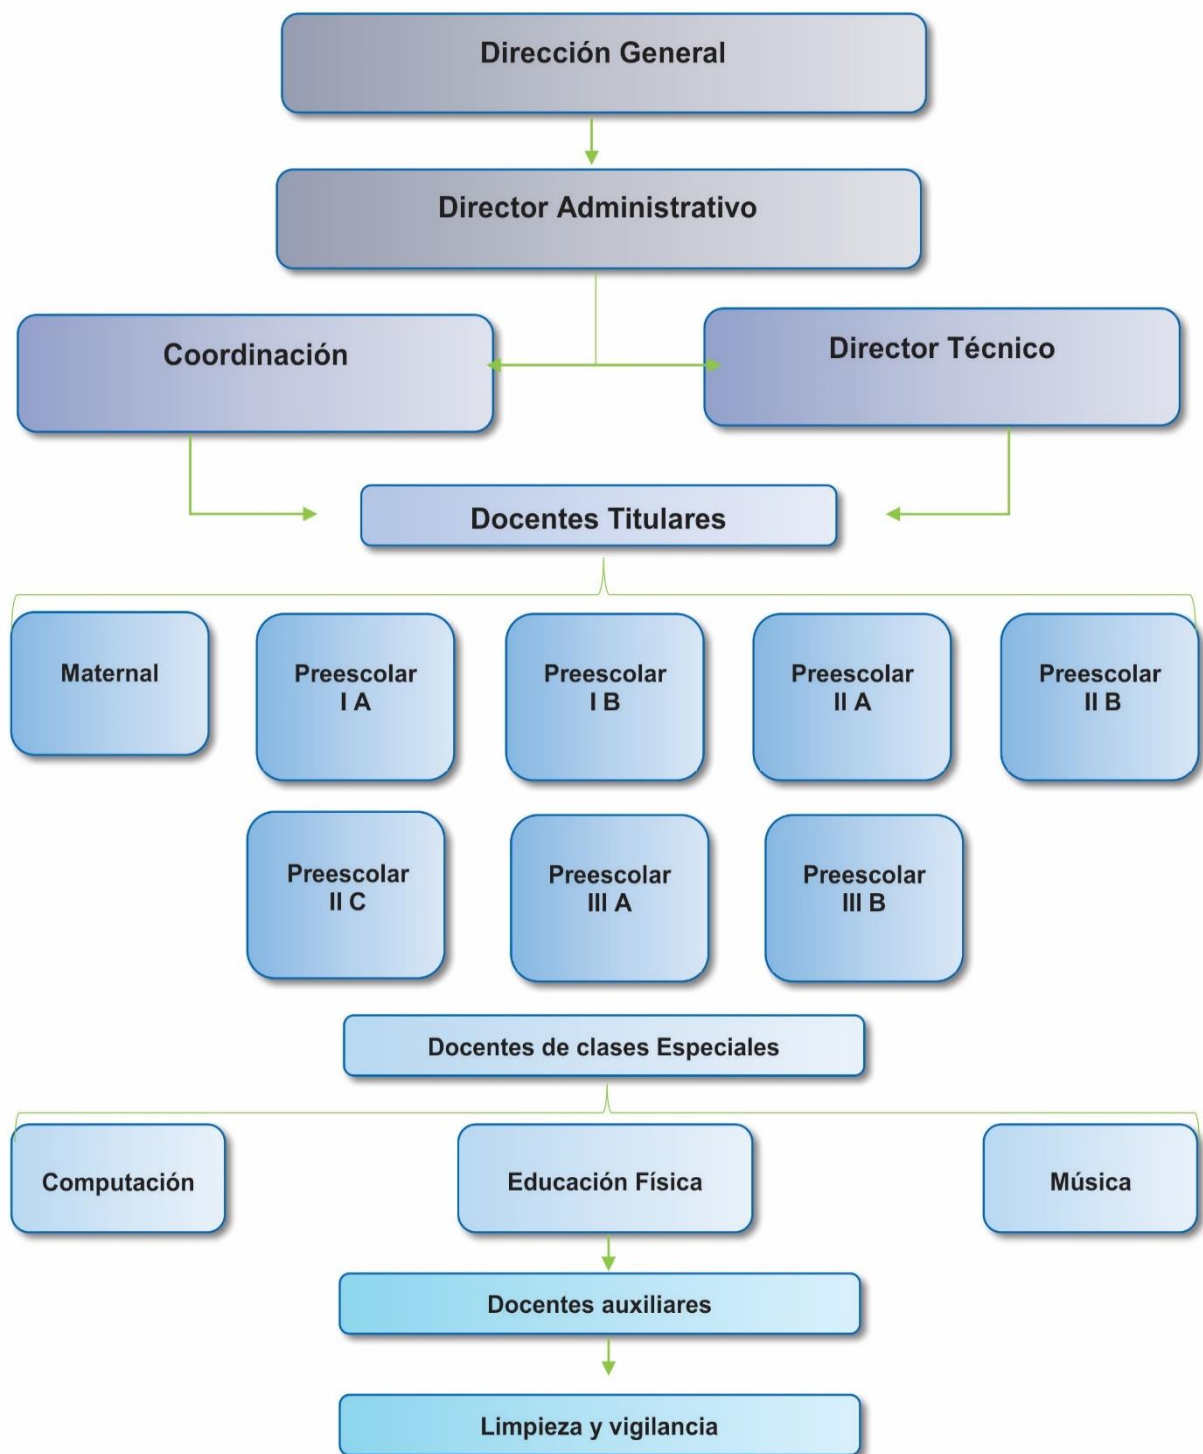 Dirección General
Director Administrativo
Coordinación
Director Técnico
Docentes Titulares
Maternal
Preescolar
I A
Preescolar
I B
Preescolar
II A
Preescolar
II B
Preescolar
II C
Preescolar
III A
Preescolar
III B
Docentes de clases Especiales
Computación
Educación Física
Música
Docentes auxiliares
Limpieza y vigilancia